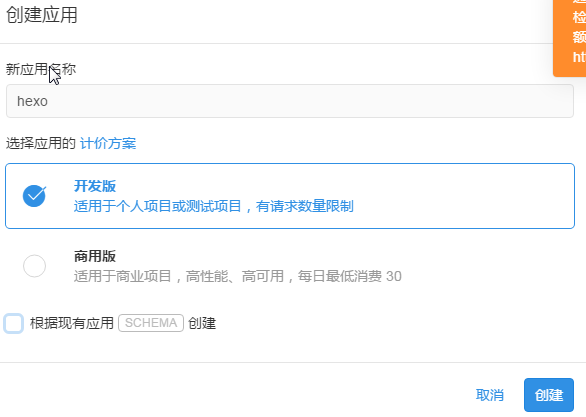 创建应用
检
额
ht
新应用名称
hexo
选择应用的 计价方案
开发版
适用于个人项目或测试项目，有请求数量限制
商用版
适用于商业项目，高性能、高可用，每日最低消费 30
根据现有应用 SCHEMA 创建
取消
创建